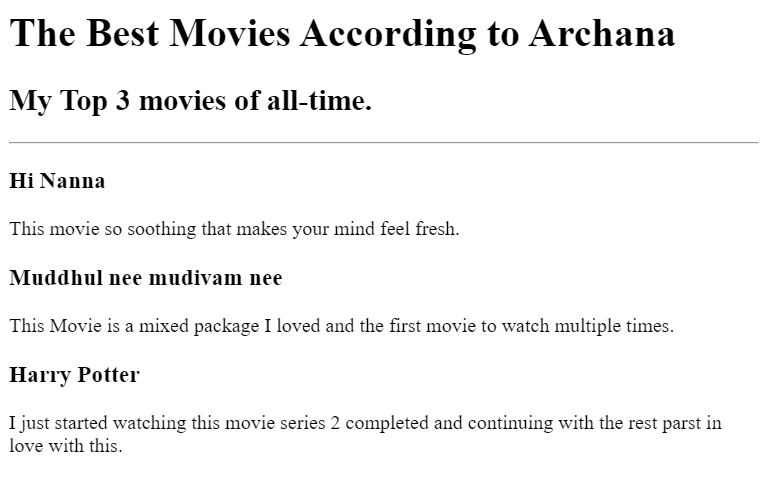 The Best Movies According to Archana
My Top 3 movies of all-time.
Hi Nanna
This movie so soothing that makes your mind feel fresh.
Muddhul nee mudivam nee
This Movie is a mixed package I loved and the first movie to watch multiple times.
Harry Potter
I just started watching this movie series 2 completed and continuing with the rest parst in
love with this.